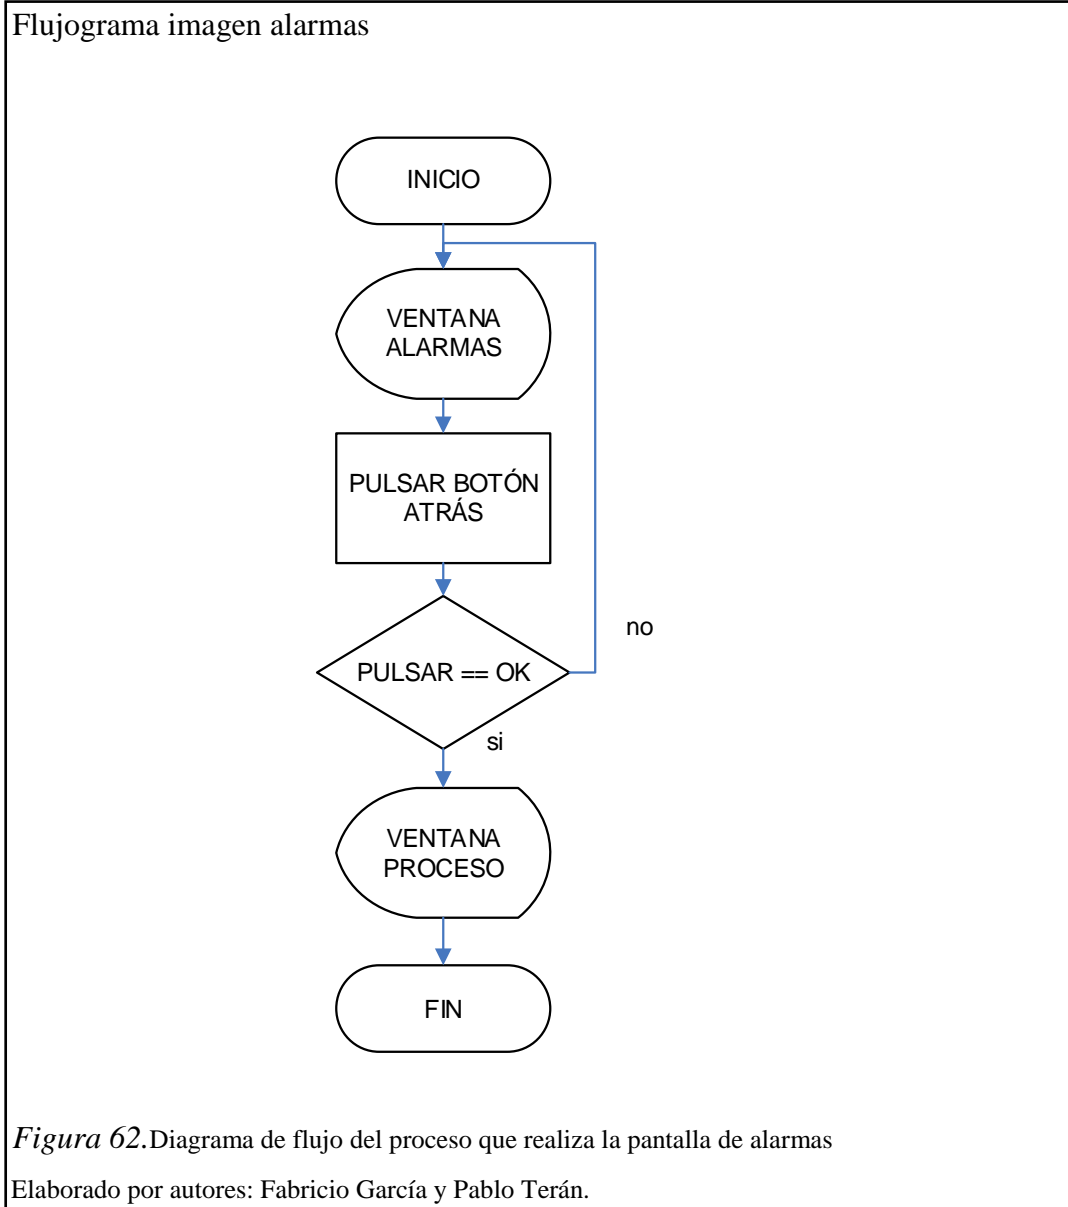 Flujograma imagen alarmas
INICIO
VENTANA
ALARMAS
PULSAR BOTÓN
ATRÁS
no
PULSAR == OK
si
VENTANA
PROCESO
FIN
Figura 62.Diagrama de flujo del proceso que realiza la pantalla de alarmas
Elaborado por autores: Fabricio García y Pablo Terán.